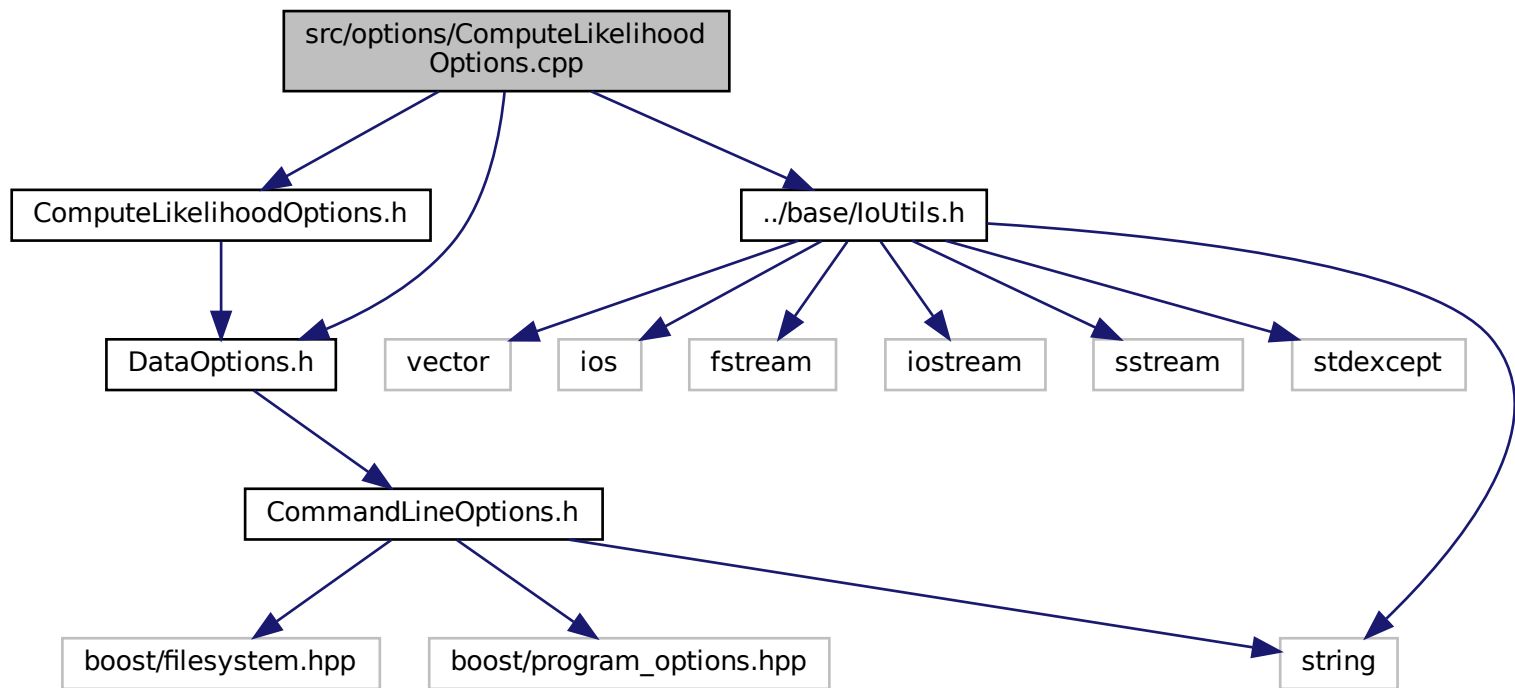 src/options/ComputeLikelihood
Options.cpp
ComputeLikelihoodOptions.h
../base/IoUtils.h
DataOptions.h
vector
ios
fstream
iostream
sstream
stdexcept
CommandLineOptions.h
boost/filesystem.hpp
boost/program_options.hpp
string